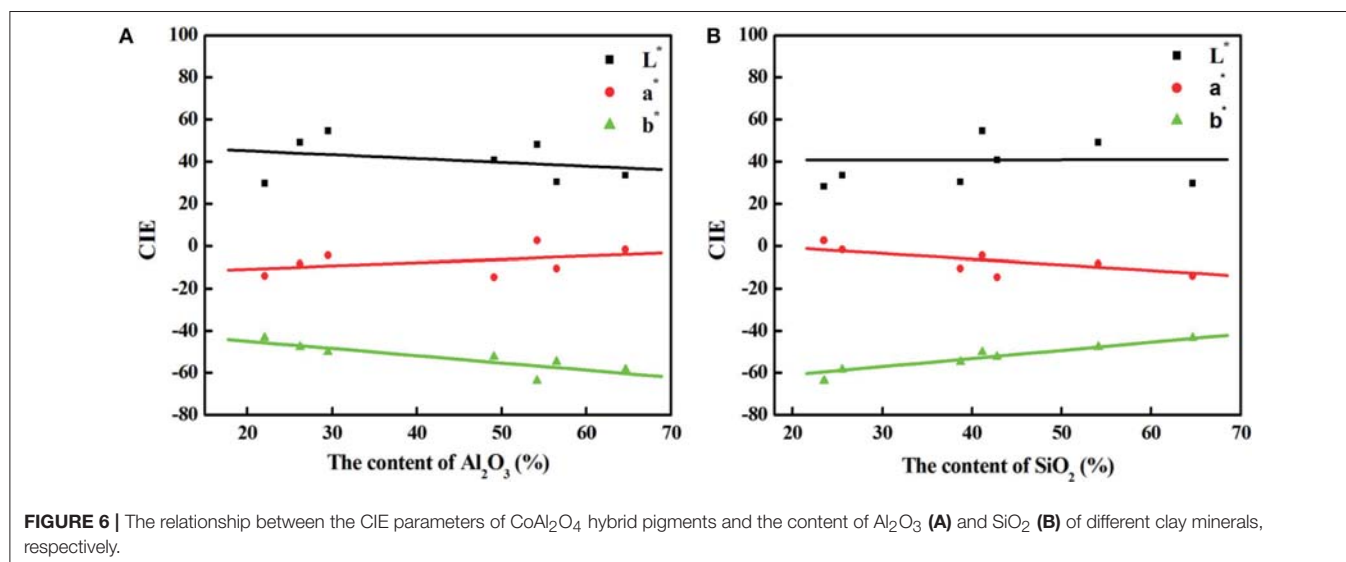 A
B
100
80
60
40
20
0
-20
-40
-60
-80
CIE
L*
a*
b*
20 30 40 50 60 70
The content of Al₂O₃ (%)
100
80
60
40
20
0
-20
-40
-60
-80
CIE
L*
a*
b*
20 30 40 50 60 70
The content of SiO₂ (%)
FIGURE 6 | The relationship between the CIE parameters of CoAl₂O₄ hybrid pigments and the content of Al₂O₃ (A) and SiO₂ (B) of different clay minerals,
respectively.